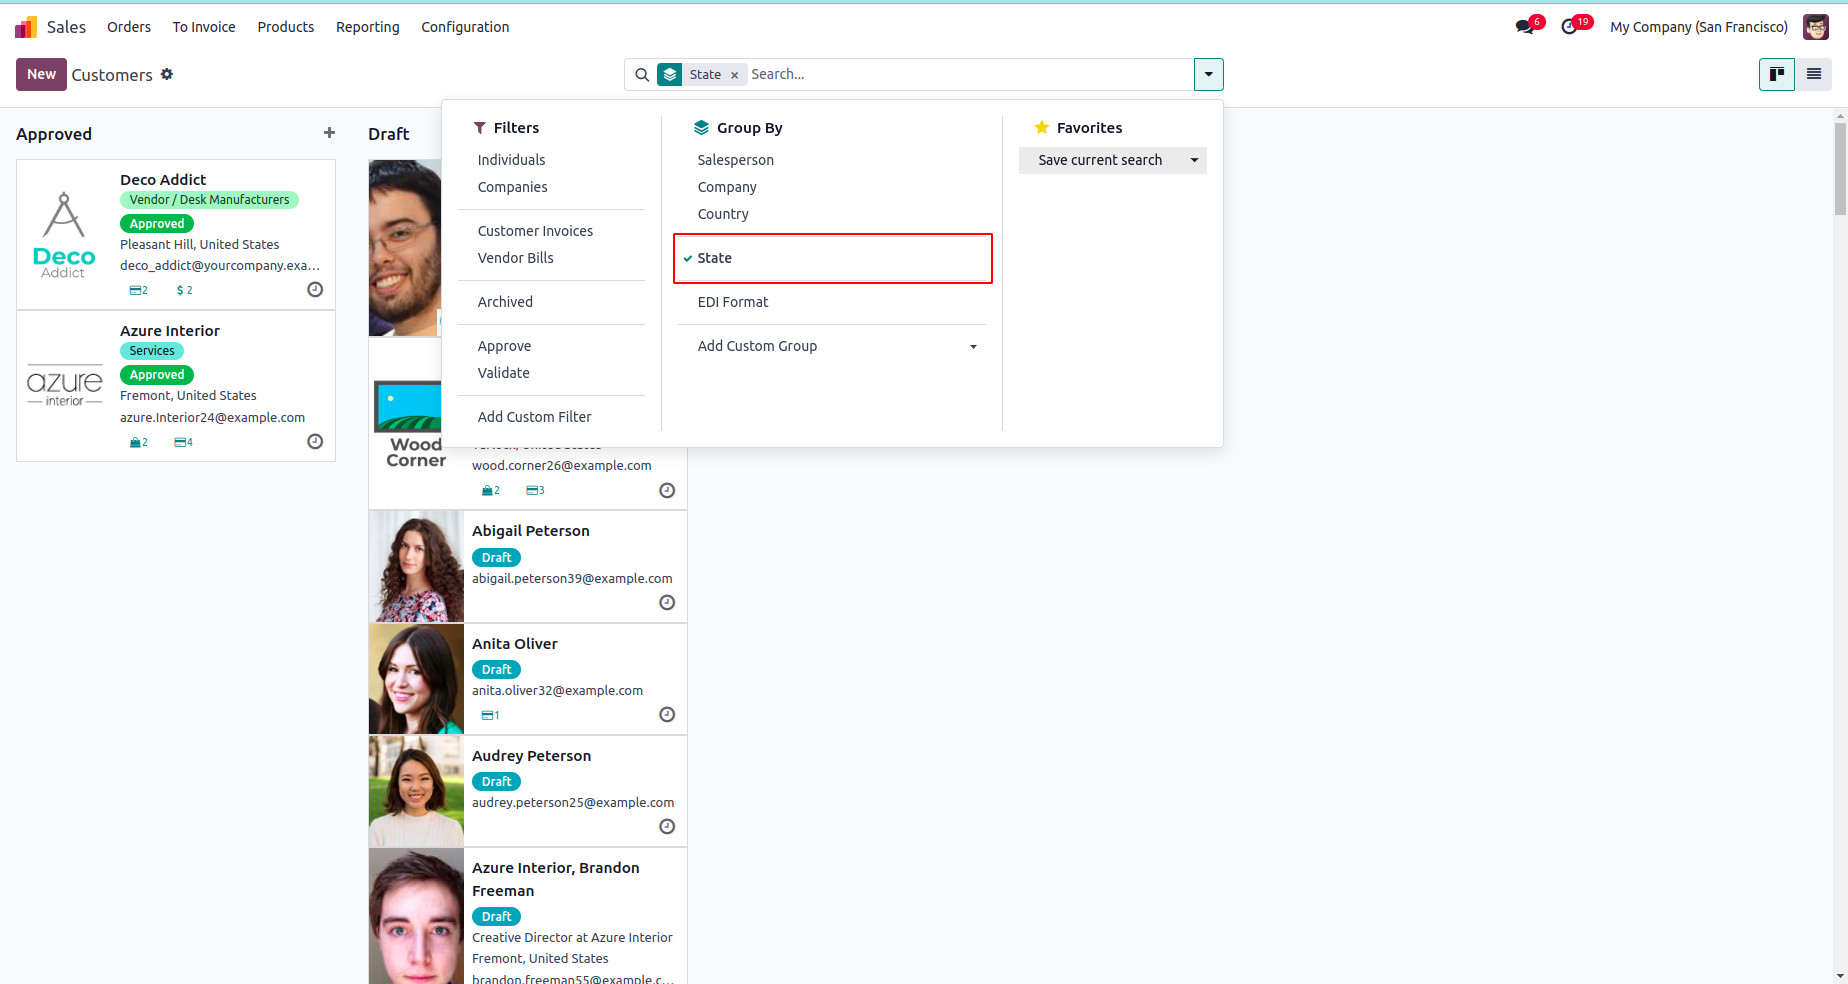 Sales Orders To Invoice Products Reporting Configuration 6 19 My Company (San Francisco)
New Customers State × Search...
Approved +
Deco Addict
Vendor / Desk Manufacturers
Approved
Pleasant Hill, United States
deco_addict@yourcompany.exa...
2 $ 2
Deco
Addict
Azure Interior
Services
Approved
Fremont, United States
azure.Interior24@example.com
2 4
azure
interior
Draft
Filters
Individuals
Companies
Customer Invoices
Vendor Bills
Archived
Approve
Validate
Add Custom Filter
Group By
Salesperson
Company
Country
State
EDI Format
Add Custom Group
Favorites
Save current search
Wood
Corner
wood.corner26@example.com
2 3
Abigail Peterson
Draft
abigail.peterson39@example.com
Anita Oliver
Draft
anita.oliver32@example.com
1
Audrey Peterson
Draft
audrey.peterson25@example.com
Azure Interior, Brandon
Freeman
Draft
Creative Director at Azure Interior
Fremont, United States
brandon.freeman55@example.c...